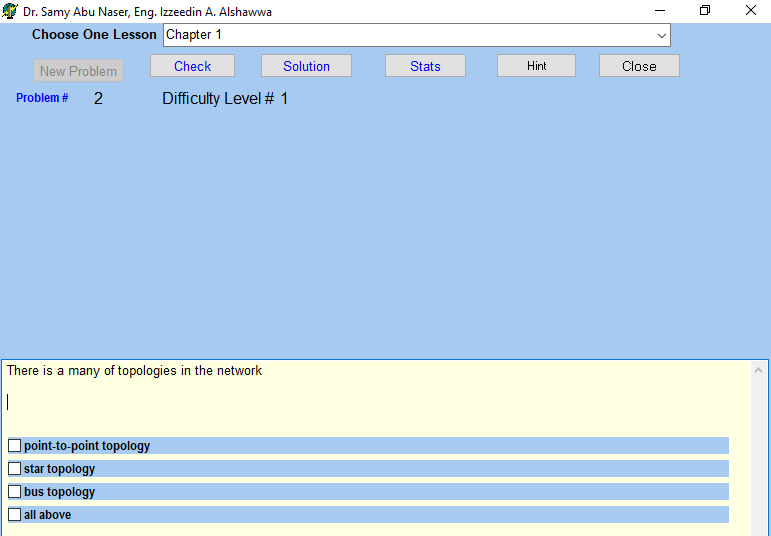 Dr. Samy Abu Naser, Eng. Izzeedin A. Alshawwa
Choose One Lesson Chapter 1
New Problem Check Solution Stats Hint Close
Problem # 2 Difficulty Level # 1
There is a many of topologies in the network
point-to-point topology
star topology
bus topology
all above